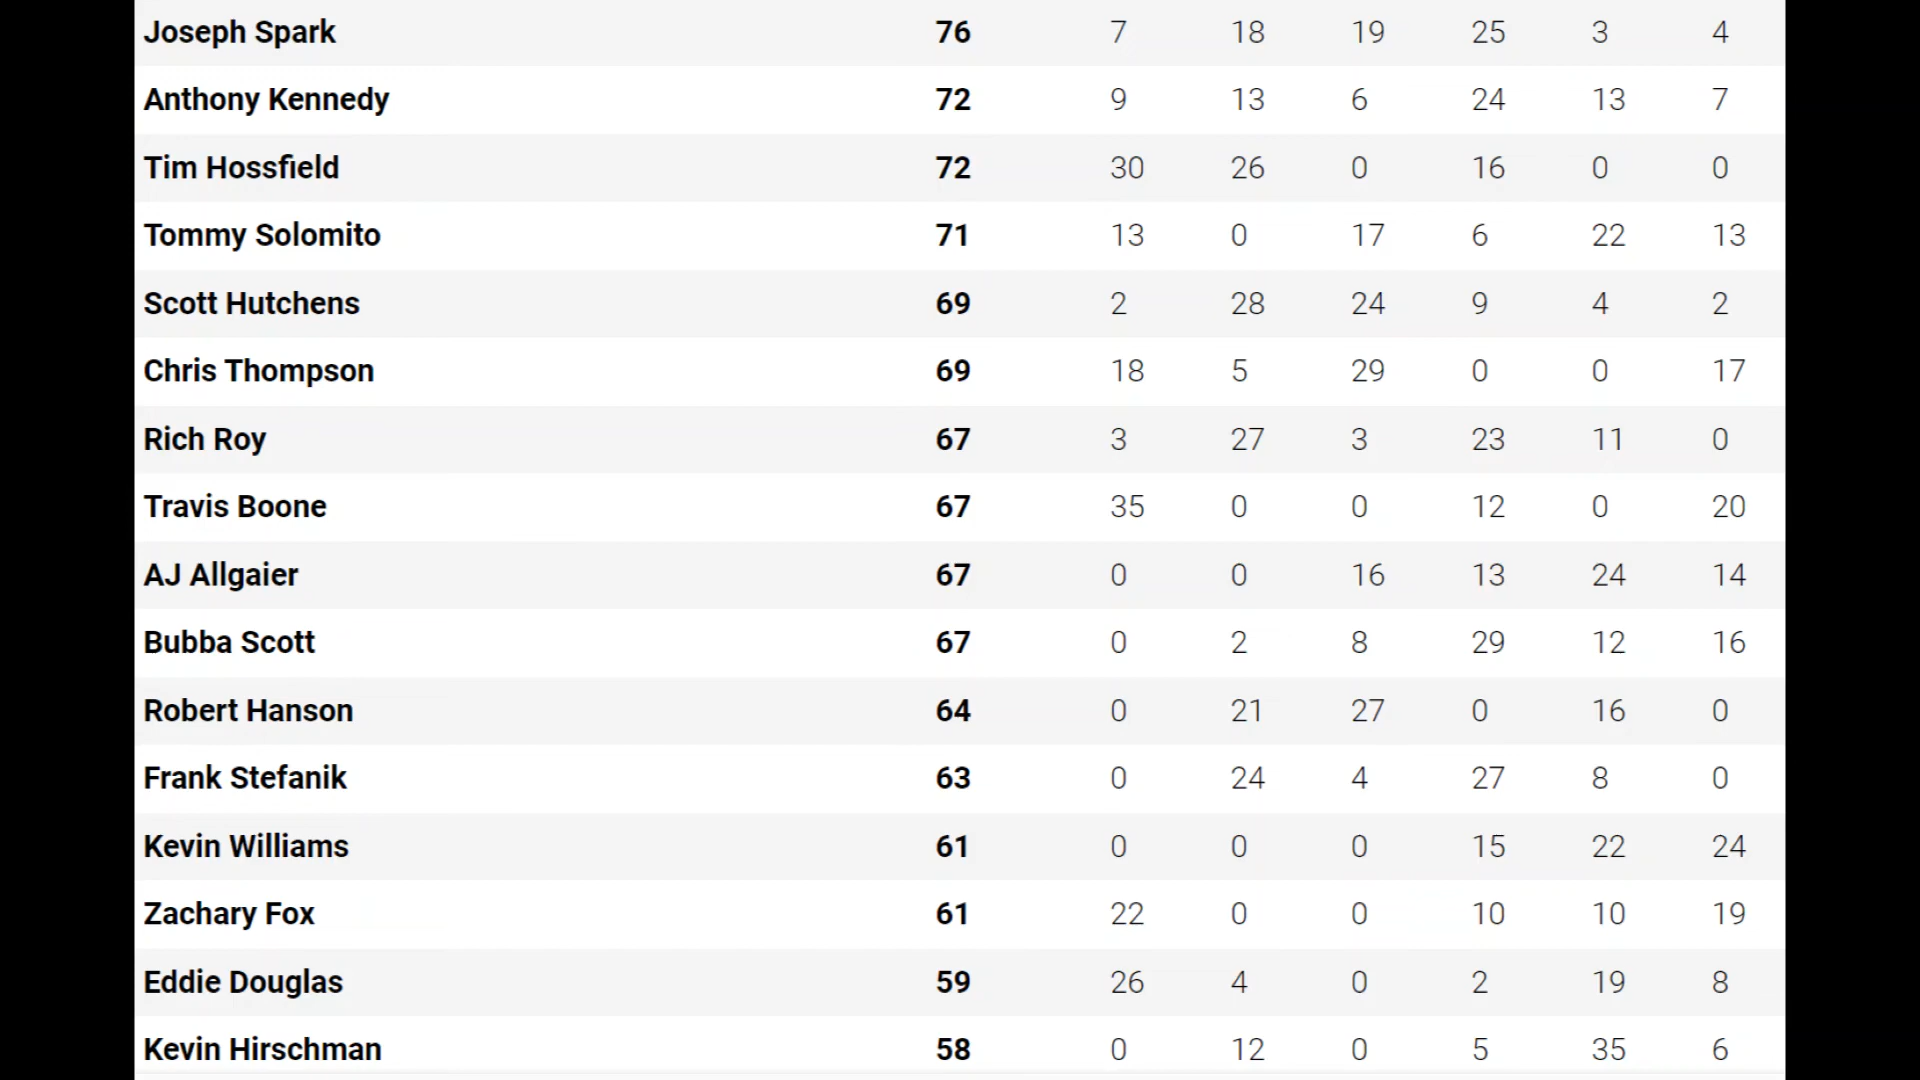 Joseph Spark 76 7 18 19 25 3 4
Anthony Kennedy 72 9 13 6 24 13 7
Tim Hossfield 72 30 26 0 16 0 0
Tommy Solomito 71 13 0 17 6 22 13
Scott Hutchens 69 2 28 24 9 4 2
Chris Thompson 69 18 5 29 0 0 17
Rich Roy 67 3 27 3 23 11 0
Travis Boone 67 35 0 0 12 0 20
AJ Allgaier 67 0 0 16 13 24 14
Bubba Scott 67 0 2 8 29 12 16
Robert Hanson 64 0 21 27 0 16 0
Frank Stefanik 63 0 24 4 27 8 0
Kevin Williams 61 0 0 0 15 22 24
Zachary Fox 61 22 0 0 10 10 19
Eddie Douglas 59 26 4 0 2 19 8
Kevin Hirschman 58 0 12 0 5 35 6